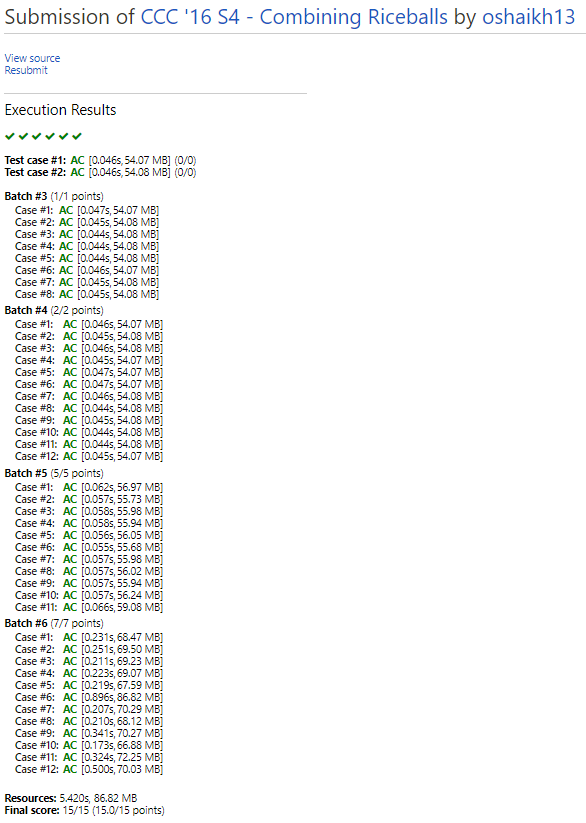 Submission of CCC '16 S4 - Combining Riceballs by oshaikh13
View source
Resubmit
Execution Results
✔ ✔ ✔ ✔ ✔ ✔
Test case #1: AC [0.046s, 54.07 MB] (0/0)
Test case #2: AC [0.046s, 54.08 MB] (0/0)
Batch #3 (1/1 points)
Case #1: AC [0.047s, 54.07 MB]
Case #2: AC [0.045s, 54.08 MB]
Case #3: AC [0.044s, 54.08 MB]
Case #4: AC [0.044s, 54.08 MB]
Case #5: AC [0.044s, 54.08 MB]
Case #6: AC [0.046s, 54.07 MB]
Case #7: AC [0.045s, 54.08 MB]
Case #8: AC [0.045s, 54.08 MB]
Batch #4 (2/2 points)
Case #1: AC [0.046s, 54.07 MB]
Case #2: AC [0.045s, 54.08 MB]
Case #3: AC [0.046s, 54.08 MB]
Case #4: AC [0.045s, 54.07 MB]
Case #5: AC [0.047s, 54.07 MB]
Case #6: AC [0.047s, 54.07 MB]
Case #7: AC [0.046s, 54.08 MB]
Case #8: AC [0.044s, 54.08 MB]
Case #9: AC [0.045s, 54.08 MB]
Case #10: AC [0.044s, 54.08 MB]
Case #11: AC [0.044s, 54.08 MB]
Case #12: AC [0.045s, 54.07 MB]
Batch #5 (5/5 points)
Case #1: AC [0.062s, 56.97 MB]
Case #2: AC [0.057s, 55.73 MB]
Case #3: AC [0.058s, 55.98 MB]
Case #4: AC [0.058s, 55.94 MB]
Case #5: AC [0.056s, 56.05 MB]
Case #6: AC [0.055s, 55.68 MB]
Case #7: AC [0.057s, 55.98 MB]
Case #8: AC [0.057s, 56.02 MB]
Case #9: AC [0.057s, 55.94 MB]
Case #10: AC [0.057s, 56.24 MB]
Case #11: AC [0.066s, 59.08 MB]
Batch #6 (7/7 points)
Case #1: AC [0.231s, 68.47 MB]
Case #2: AC [0.251s, 69.50 MB]
Case #3: AC [0.211s, 69.23 MB]
Case #4: AC [0.223s, 69.07 MB]
Case #5: AC [0.219s, 67.59 MB]
Case #6: AC [0.896s, 86.82 MB]
Case #7: AC [0.207s, 70.29 MB]
Case #8: AC [0.210s, 68.12 MB]
Case #9: AC [0.341s, 70.27 MB]
Case #10: AC [0.173s, 66.88 MB]
Case #11: AC [0.324s, 72.25 MB]
Case #12: AC [0.500s, 70.03 MB]
Resources: 5.420s, 86.82 MB
Final score: 15/15 (15.0/15 points)